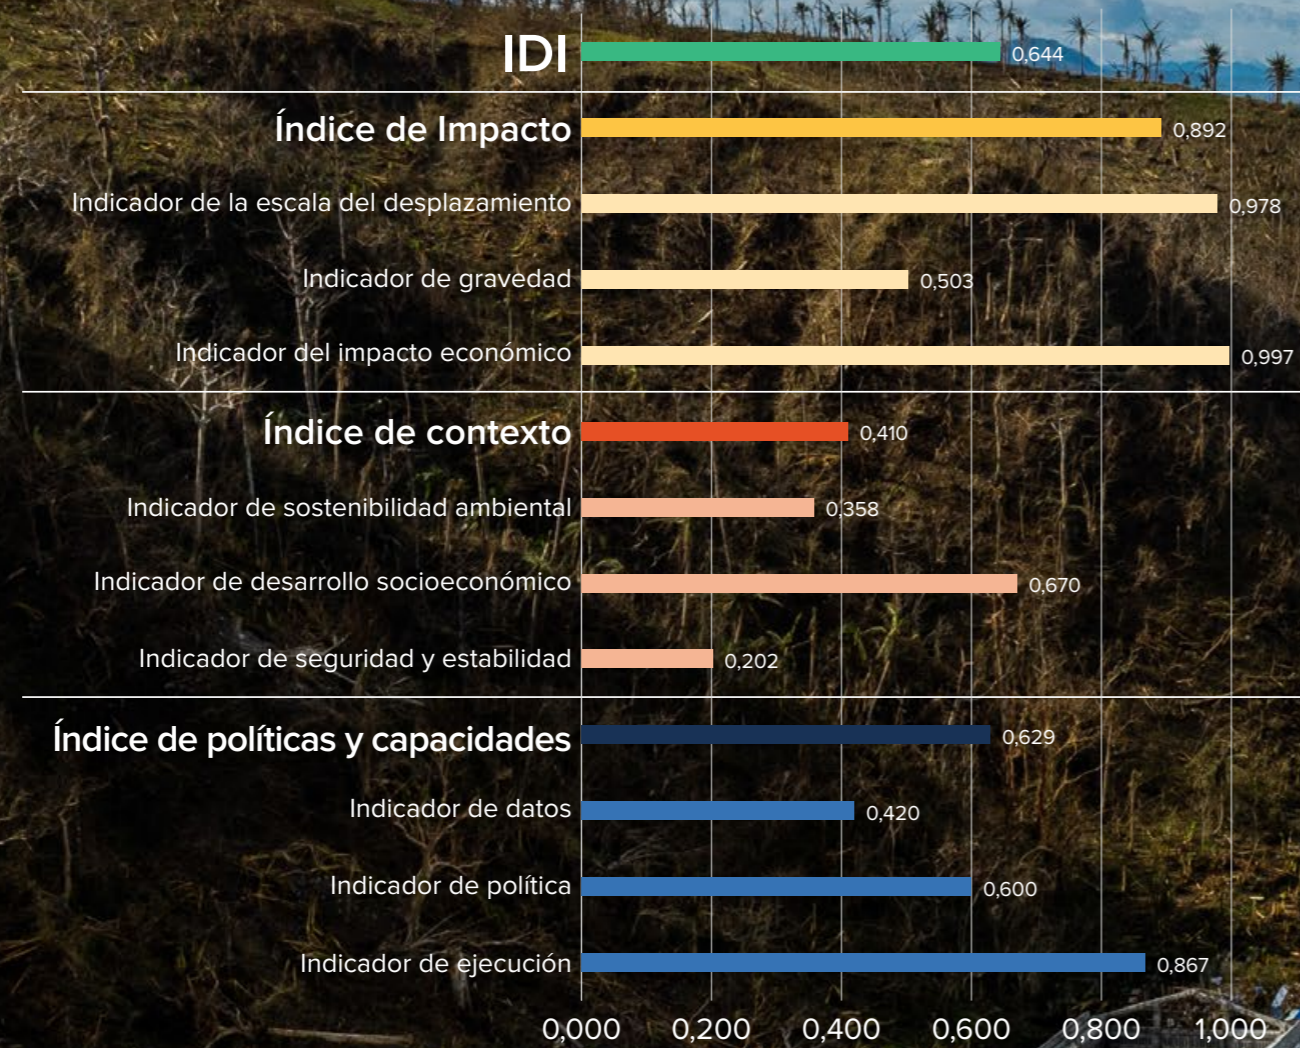 IDI 0,644
Índice de Impacto 0,892
Indicador de la escala del desplazamiento 0,978
Indicador de gravedad 0,503
Indicador del impacto económico 0,997
Índice de contexto 0,410
Indicador de sostenibilidad ambiental 0,358
Indicador de desarrollo socioeconómico 0,670
Indicador de seguridad y estabilidad 0,202
Índice de políticas y capacidades 0,629
Indicador de datos 0,420
Indicador de política 0,600
Indicador de ejecución 0,867
0,000 0,200 0,400 0,600 0,800 1,000